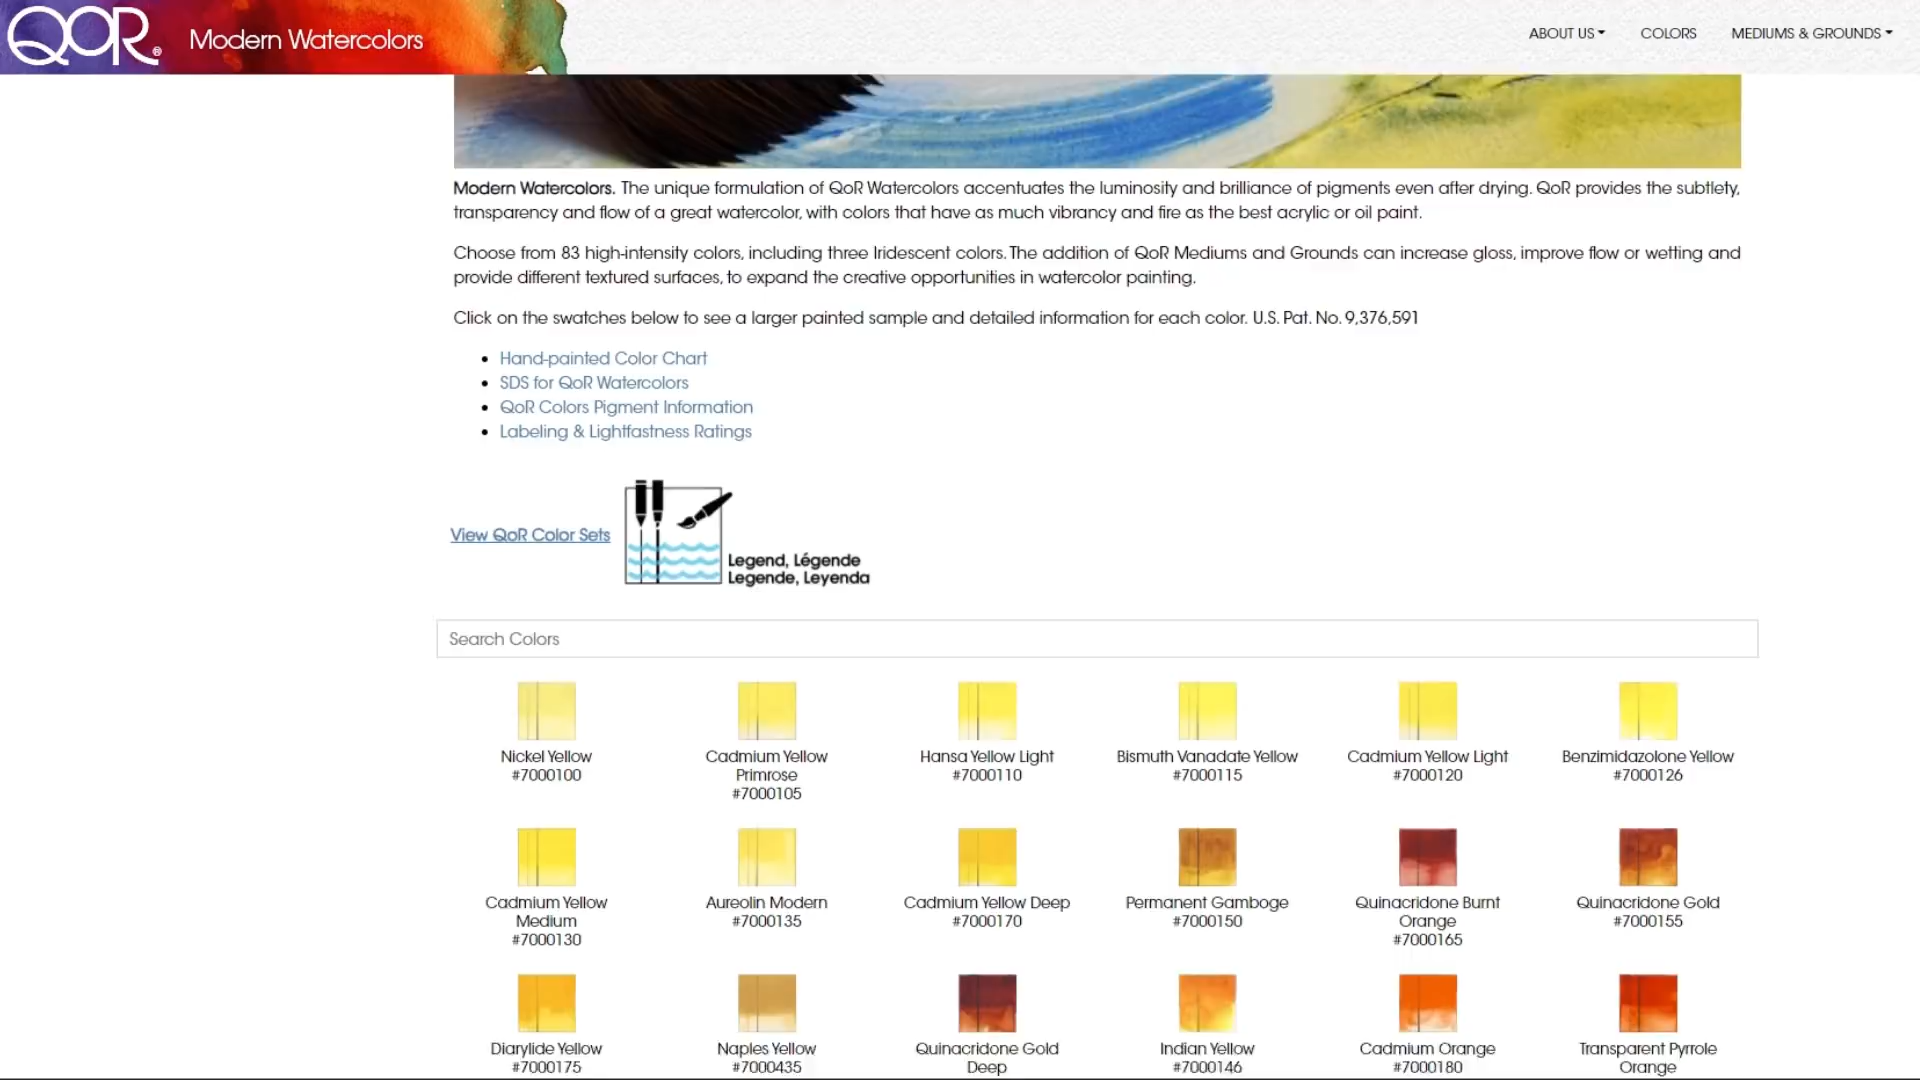 QOR® Modern Watercolors ABOUT US COLORS MEDIUMS & GROUNDS
Modern Watercolors. The unique formulation of QoR Watercolors accentuates the luminosity and brilliance of pigments even after drying. QoR provides the subtlety,
transparency and flow of a great watercolor, with colors that have as much vibrancy and fire as the best acrylic or oil paint.
Choose from 83 high-intensity colors, including three Iridescent colors. The addition of QoR Mediums and Grounds can increase gloss, improve flow or wetting and
provide different textured surfaces, to expand the creative opportunities in watercolor painting.
Click on the swatches below to see a larger painted sample and detailed information for each color. U.S. Pat. No. 9,376,591
Hand-painted Color Chart
SDS for QoR Watercolors
QoR Colors Pigment Information
Labeling & Lightfastness Ratings
View QoR Color Sets
Legend, Légende
Legende, Leyenda
Search Colors
Nickel Yellow
#7000100
Cadmium Yellow
Primrose
#7000105
Hansa Yellow Light
#7000110
Bismuth Vanadate Yellow
#7000115
Cadmium Yellow Light
#7000120
Benzimidazolone Yellow
#7000126
Cadmium Yellow
Medium
#7000130
Aureolin Modern
#7000135
Cadmium Yellow Deep
#7000170
Permanent Gamboge
#7000150
Quinacridone Burnt
Orange
#7000165
Quinacridone Gold
#7000155
Diarylide Yellow
#7000175
Naples Yellow
#7000435
Quinacridone Gold
Deep
Indian Yellow
#7000146
Cadmium Orange
#7000180
Transparent Pyrrole
Orange